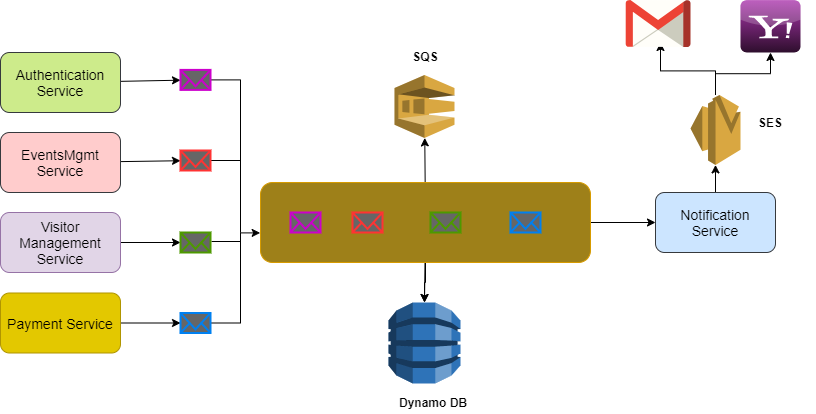 SQS
SES
Authentication
Service
EventsMgmt
Service
Visitor
Management
Service
Payment Service
Notification
Service
Dynamo DB
Y!